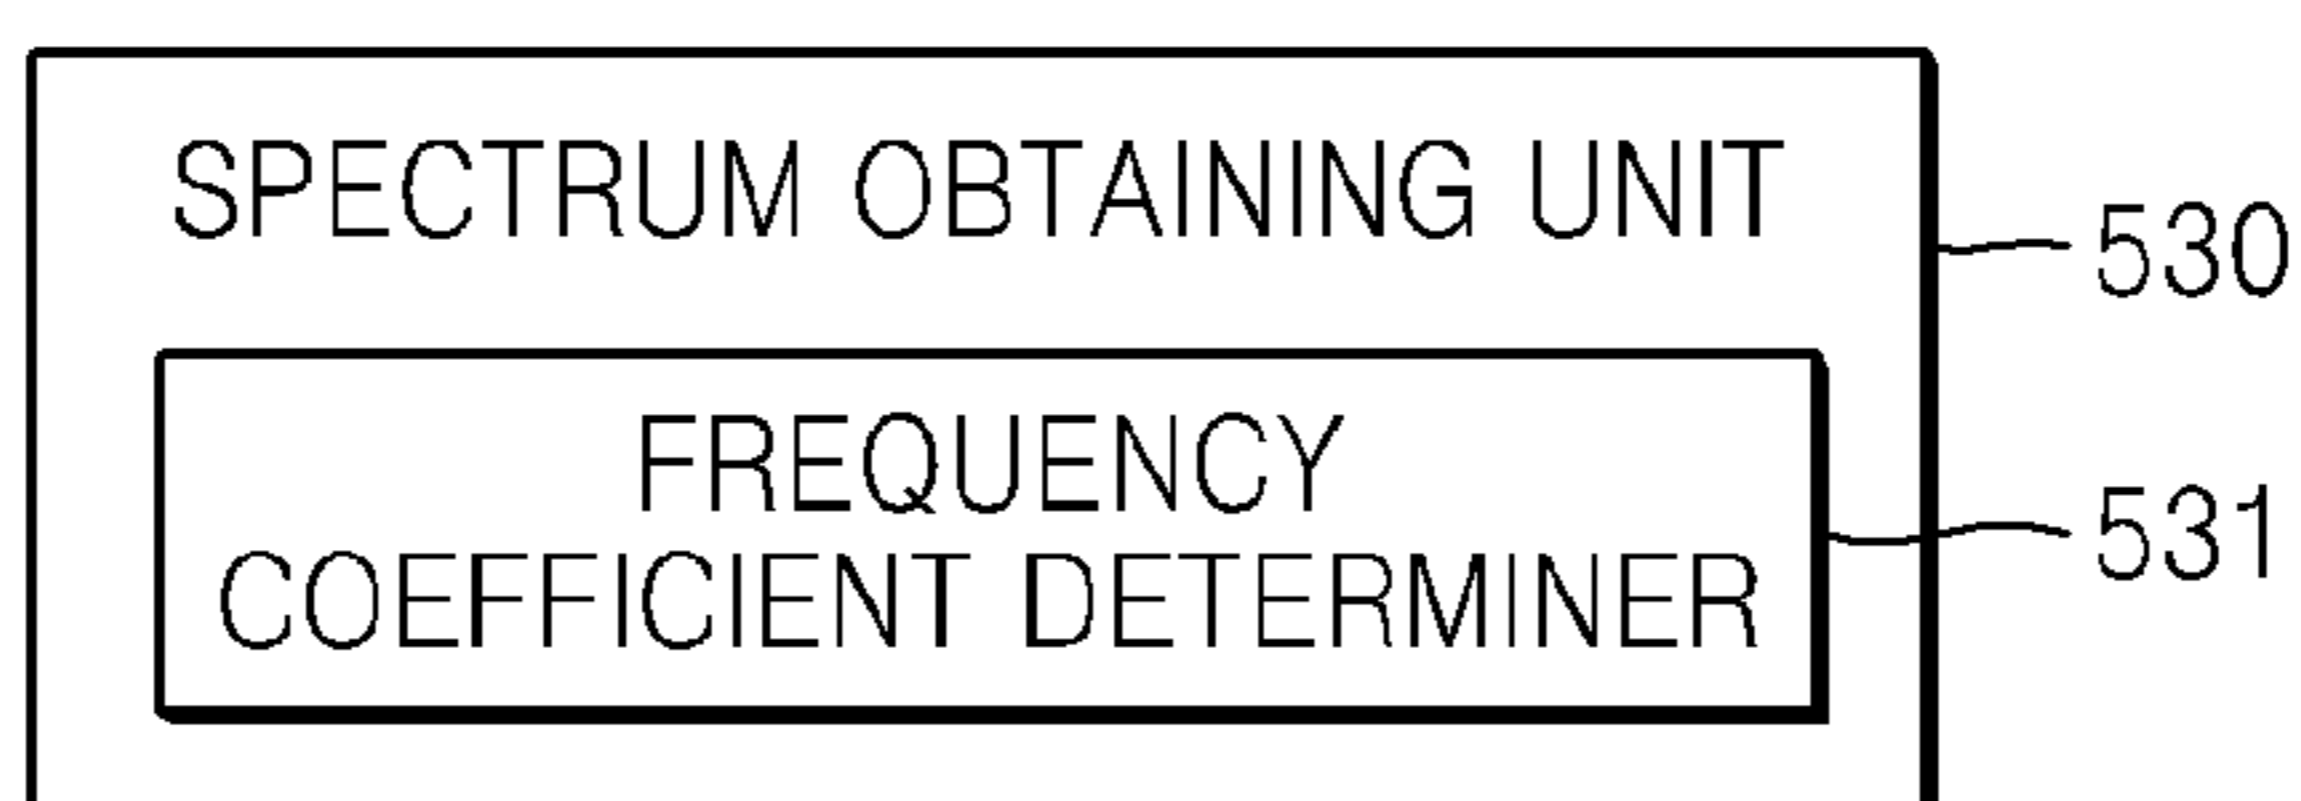 SPECTRUM OBTAINING UNIT
530
FREQUENCY
COEFFICIENT DETERMINER
531